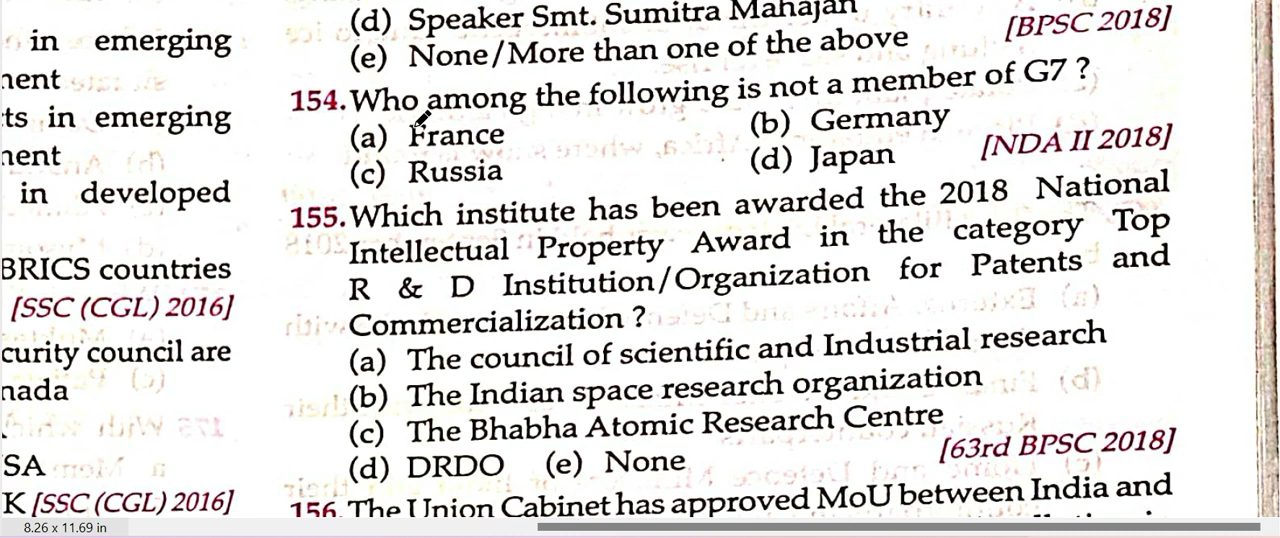 in emerging
ts in emerging
in developed
BRICS countries
[SSC (CGL) 2016]
curity council are
nada
SA
K [SSC (CGL) 2016]
(d) Speaker Smt. Sumitra Mahajan
(e) None/More than one of the above
[BPSC 2018]
154. Who among the following is not a member of G7 ?
(a) France (b) Germany
(c) Russia (d) Japan [NDA II 2018]
155. Which institute has been awarded the 2018 National
Intellectual Property Award in the category Top
R & D Institution/Organization for Patents and
Commercialization ?
(a) The council of scientific and Industrial research
(b) The Indian space research organization
(c) The Bhabha Atomic Research Centre
(d) DRDO (e) None [63rd BPSC 2018]
156. The Union Cabinet has approved MoU between India and
8.26 x 11.69 in